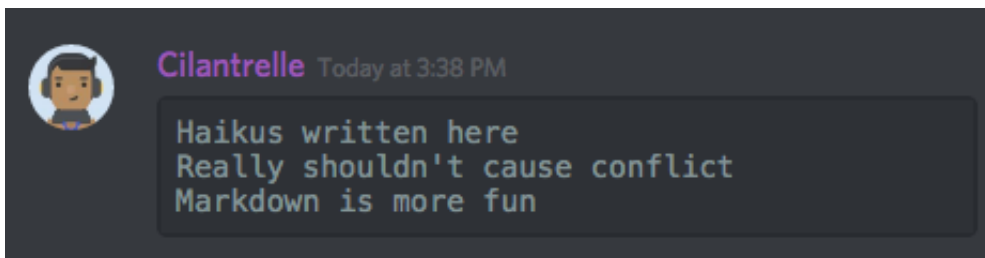 Cilantrelle Today at 3:38 PM
Haikus written here
Really shouldn't cause conflict
Markdown is more fun